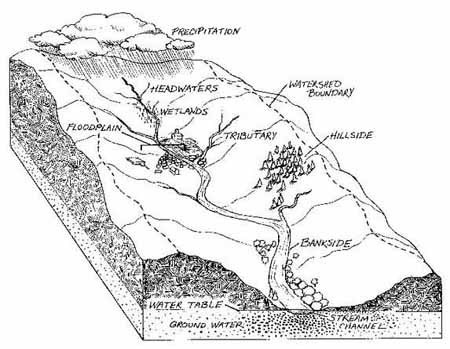 PRECIPITATION
HEADWATERS
WATERSHED
BOUNDARY
WETLANDS
FLOODPLAIN
TRIBUTARY
HILLSIDE
BANKSIDE
WATER TABLE
GROUND WATER
STREAM
CHANNEL